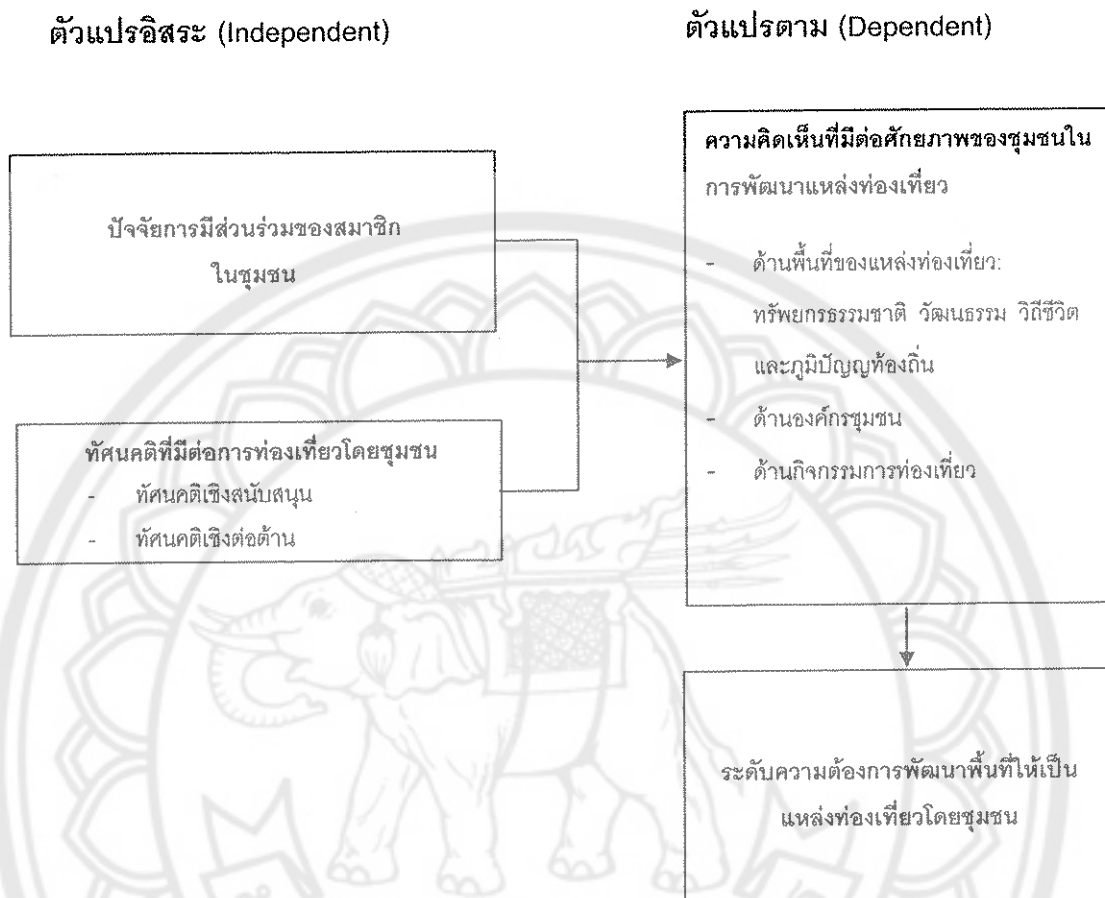 ตัวแปรอิสระ (Independent)
ตัวแปรตาม (Dependent)
ปัจจัยการมีส่วนร่วมของสมาชิก
ในชุมชน
ทัศนคติที่มีต่อการท่องเที่ยวโดยชุมชน
- ทัศนคติเชิงสนับสนุน
- ทัศนคติเชิงต่อต้าน
ความคิดเห็นที่มีต่อศักยภาพของชุมชนใน
การพัฒนาแหล่งท่องเที่ยว
- ด้านพื้นที่ของแหล่งท่องเที่ยว:
ทรัพยกรธรรมชาติ วัฒนธรรม วิถีชีวิต
และภูมิปัญญท้องถิ่น
- ด้านองค์กรชุมชน
- ด้านกิจกรรมการท่องเที่ยว
ระดับความต้องการพัฒนาพื้นที่ให้เป็น
แหล่งท่องเที่ยวโดยชุมชน